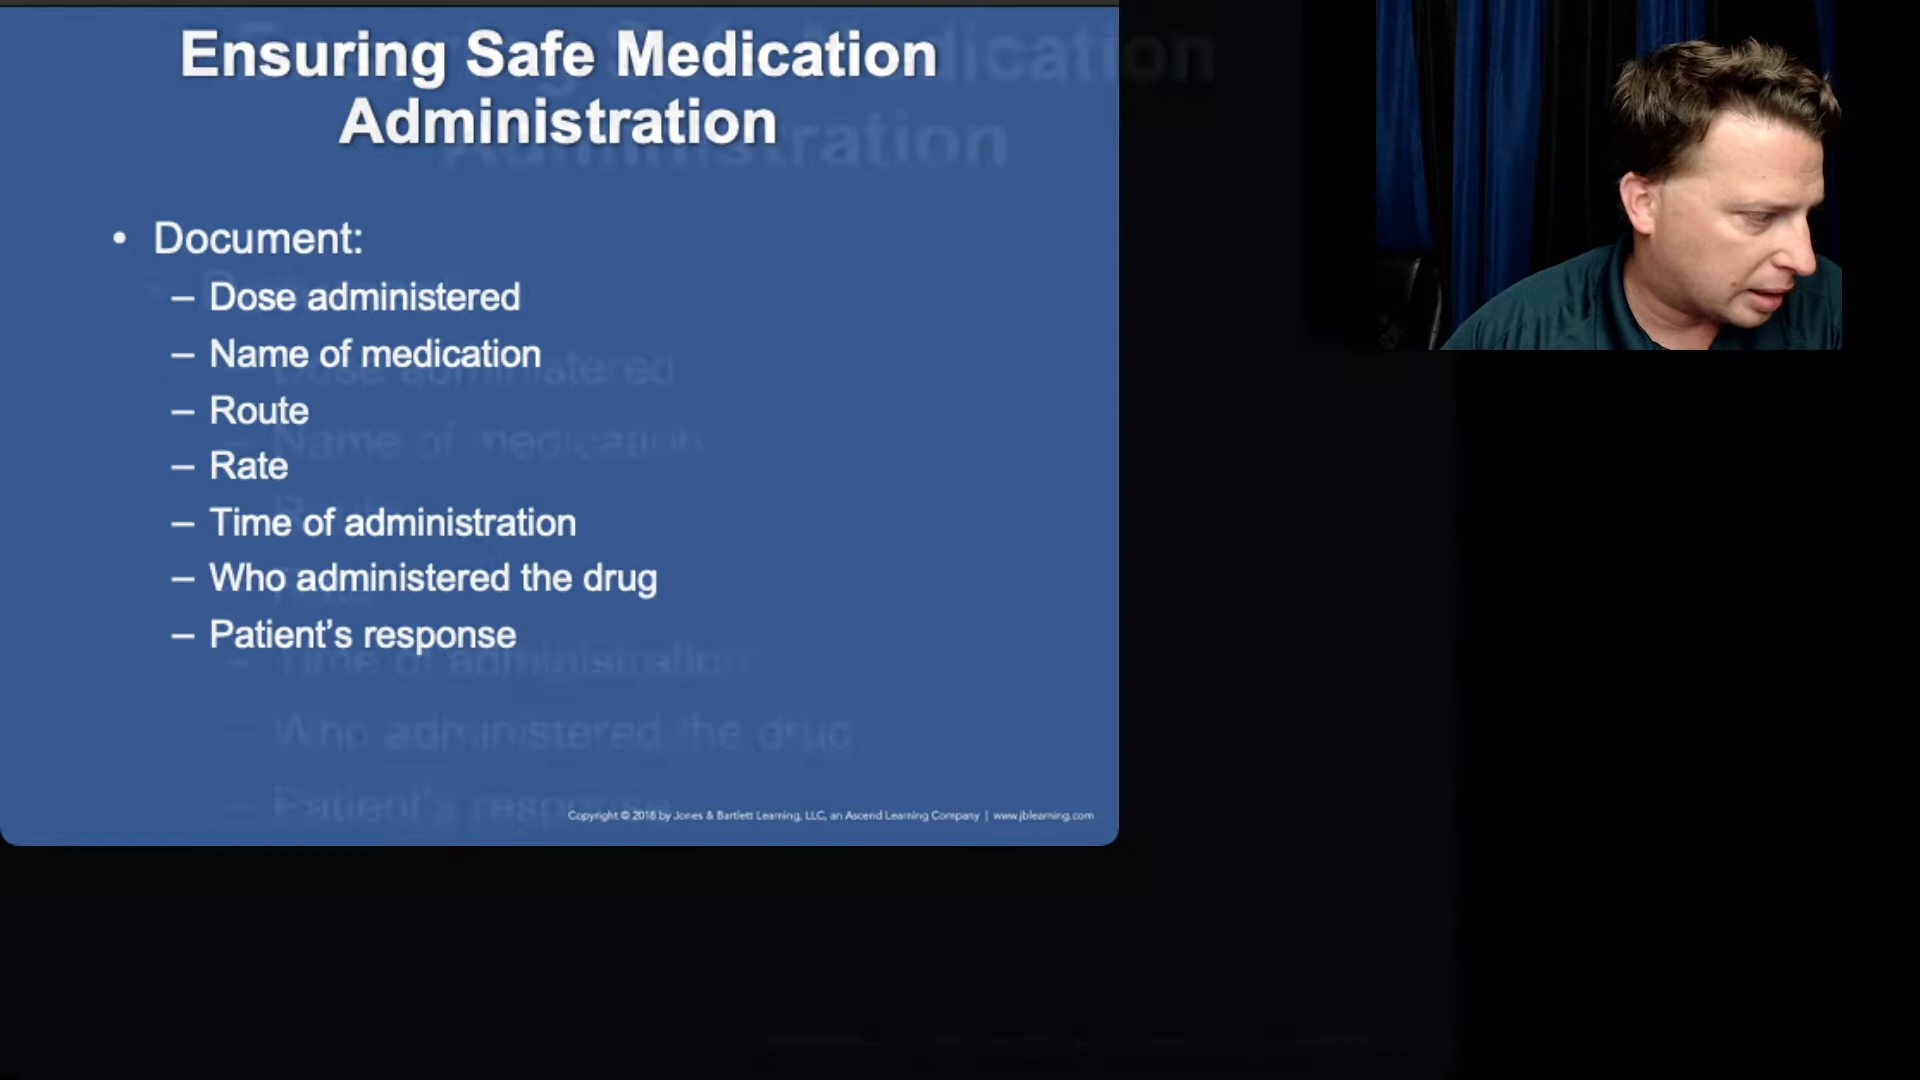 Ensuring Safe Medication
Administration
• Document:
– Dose administered
– Name of medication
– Route
– Rate
– Time of administration
– Who administered the drug
– Patient’s response
Copyright © 2018 by Jones & Bartlett Learning, LLC, an Ascend Learning Company | www.jblearning.com